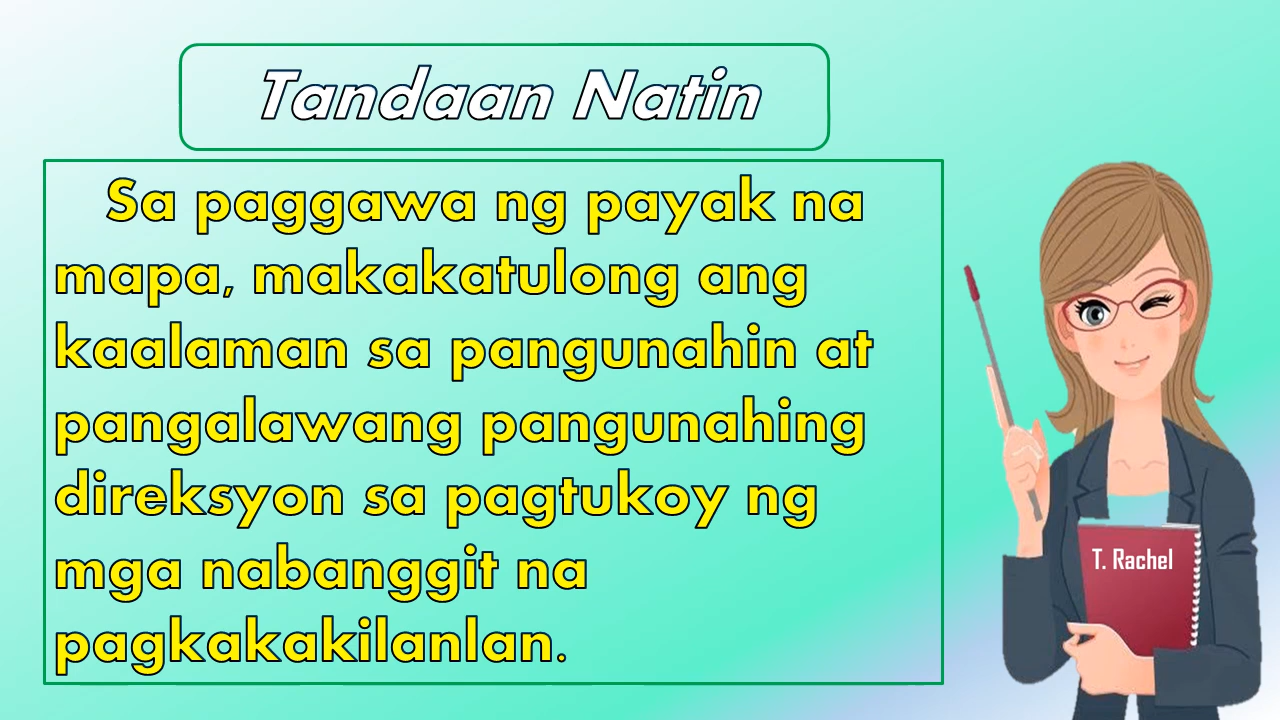 Tandaan Natin
Sa paggawa ng payak na
mapa, makakatulong ang
kaalaman sa pangunahin at
pangalawang pangunahing
direksyon sa pagtukoy ng
mga nabanggit na
pagkakakilanlan.
T. Rachel